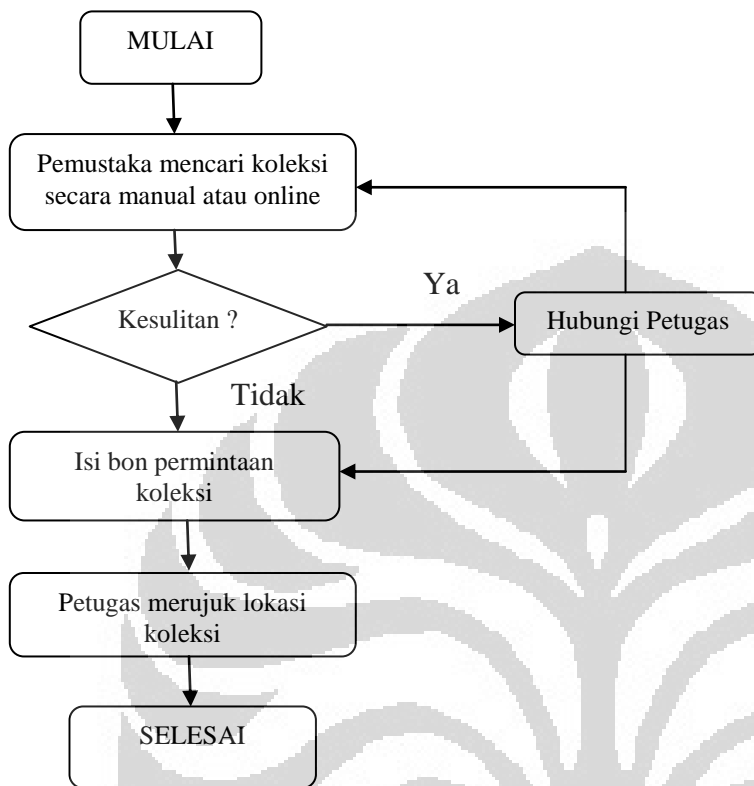 MULAI
Pemustaka mencari koleksi
secara manual atau online
Ya
Kesulitan ?
Hubungi Petugas
Tidak
Isi bon permintaan
koleksi
Petugas merujuk lokasi
koleksi
SELESAI